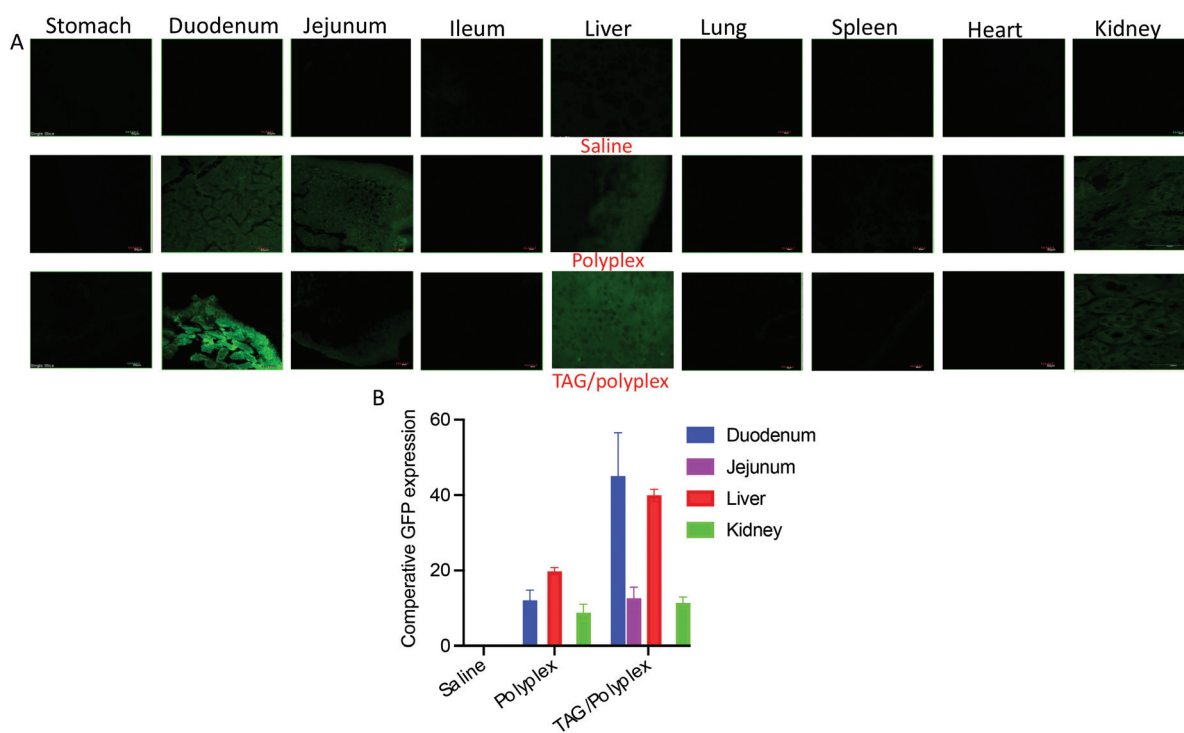 A
Stomach Duodenum Jejunum Ileum Liver Lung Spleen Heart Kidney
Saline
Polyplex
TAG/polyplex
B
Comperative GFP expression
60
40
20
0
Saline
Polyplex
TAG/Polyplex
Duodenum
Jejunum
Liver
Kidney